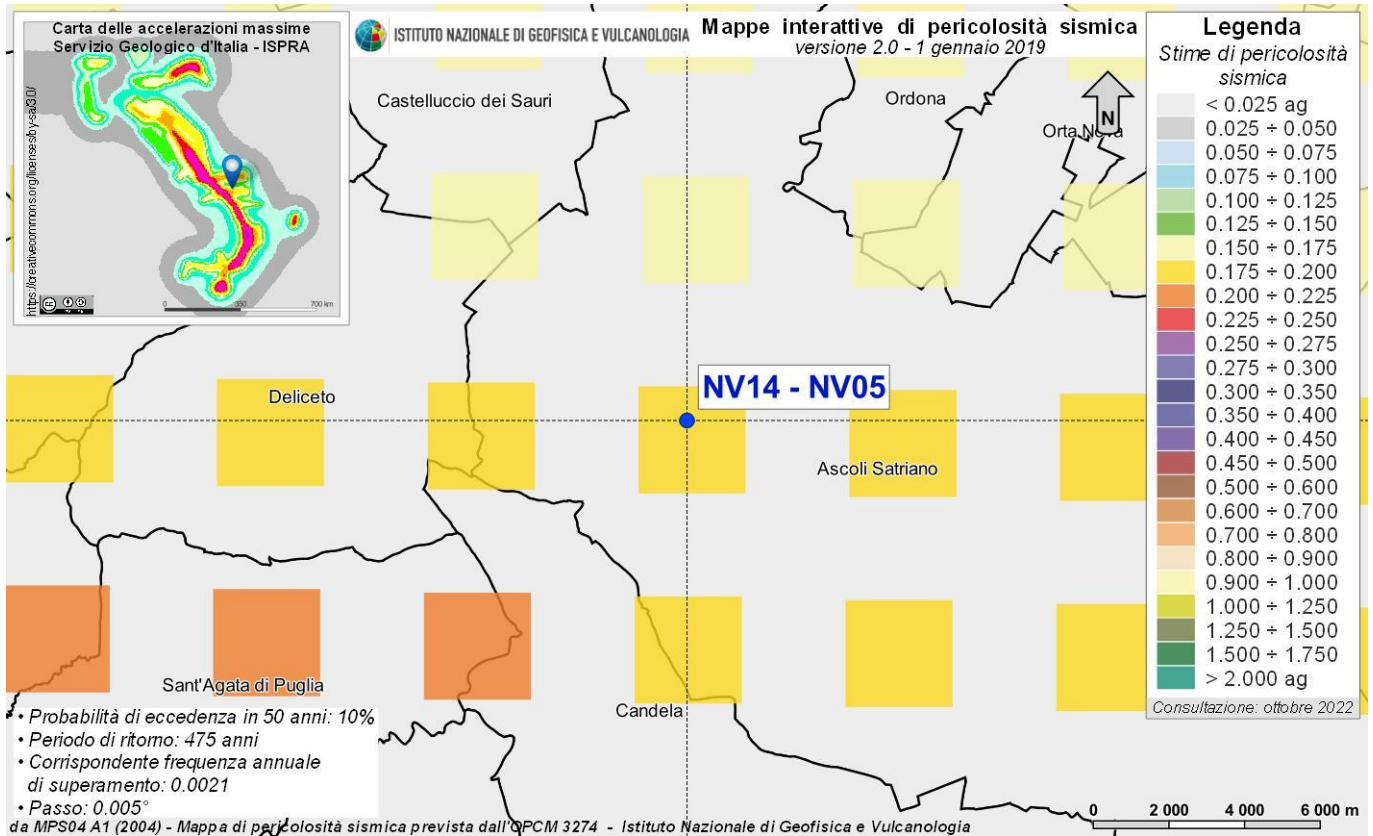 Carta delle accelerazioni massime
Servizio Geologico d'Italia - ISPRA
https://creativecommons.org/licenses/by-sa/3.0/
0 350 700 km
ISTITUTO NAZIONALE DI GEOFISICA E VULCANOLOGIA
Mappe interattive di pericolosità sismica
versione 2.0 - 1 gennaio 2019
Castelluccio dei Sauri
Ordona
Orta Nova
N
Deliceto
NV14 - NV05
Ascoli Satriano
Sant'Agata di Puglia
Candela
Legenda
Stime di pericolosità
sismica
< 0.025 ag
0.025 ÷ 0.050
0.050 ÷ 0.075
0.075 ÷ 0.100
0.100 ÷ 0.125
0.125 ÷ 0.150
0.150 ÷ 0.175
0.175 ÷ 0.200
0.200 ÷ 0.225
0.225 ÷ 0.250
0.250 ÷ 0.275
0.275 ÷ 0.300
0.300 ÷ 0.350
0.350 ÷ 0.400
0.400 ÷ 0.450
0.450 ÷ 0.500
0.500 ÷ 0.600
0.600 ÷ 0.700
0.700 ÷ 0.800
0.800 ÷ 0.900
0.900 ÷ 1.000
1.000 ÷ 1.250
1.250 ÷ 1.500
1.500 ÷ 1.750
> 2.000 ag
Consultazione: ottobre 2022
• Probabilità di eccedenza in 50 anni: 10%
• Periodo di ritorno: 475 anni
• Corrispondente frequenza annuale
di superamento: 0.0021
• Passo: 0.005°
0 2 000 4 000 6 000 m
da MPS04 A1 (2004) - Mappa di pericolosità sismica prevista dall'OPCM 3274 - Istituto Nazionale di Geofisica e Vulcanologia